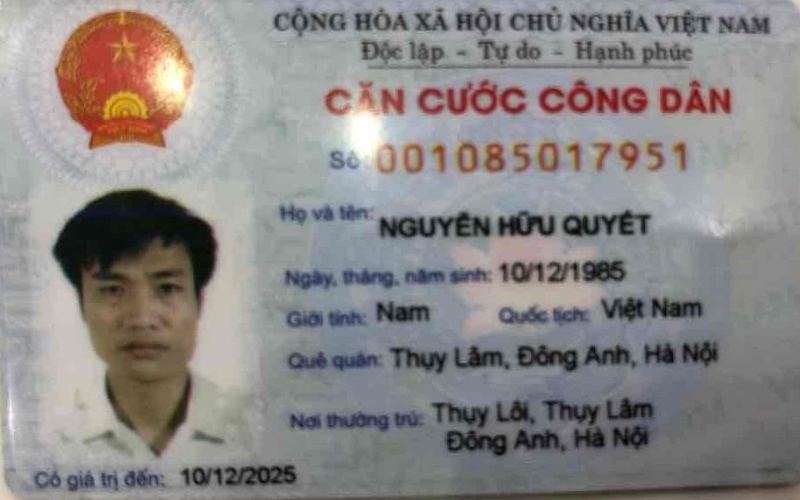 CỘNG HÒA XÃ HỘI CHỦ NGHĨA VIỆT NAM
Độc lập - Tự do - Hạnh phúc
CĂN CƯỚC CÔNG DÂN
Số 001085017951
Họ và tên: NGUYỄN HỮU QUYẾT
Ngày, tháng, năm sinh: 10/12/1985
Giới tính: Nam Quốc tịch: Việt Nam
Quê quán: Thụy Lâm, Đông Anh, Hà Nội
Nơi thường trú: Thụy Lôi, Thụy Lâm
Đông Anh, Hà Nội
Có giá trị đến: 10/12/2025